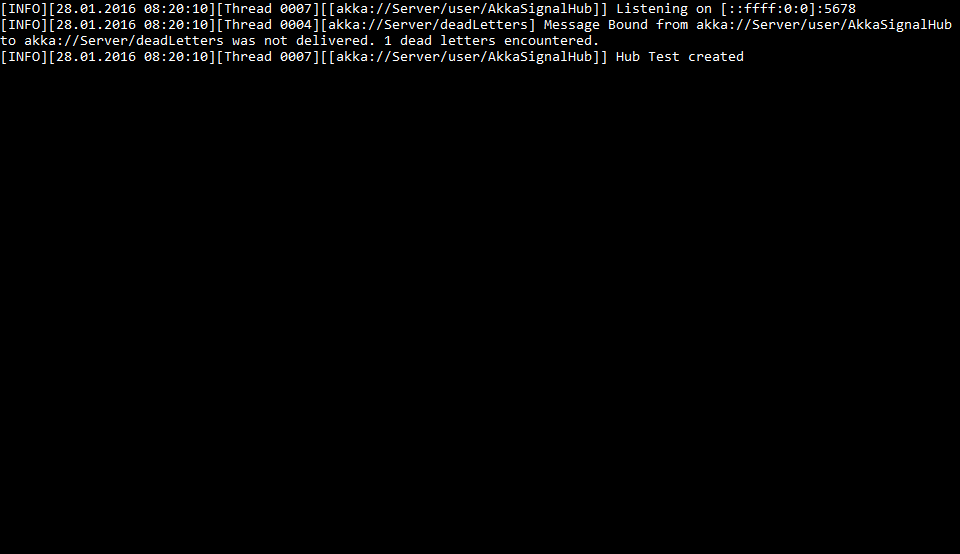 [INFO][28.01.2016 08:20:10][Thread 0007][[akka://Server/user/AkkaSignalHub]] Listening on [::ffff:0:0]:5678
[INFO][28.01.2016 08:20:10][Thread 0004][akka://Server/deadLetters] Message Bound from akka://Server/user/AkkaSignalHub
to akka://Server/deadLetters was not delivered. 1 dead letters encountered.
[INFO][28.01.2016 08:20:10][Thread 0007][[akka://Server/user/AkkaSignalHub]] Hub Test created